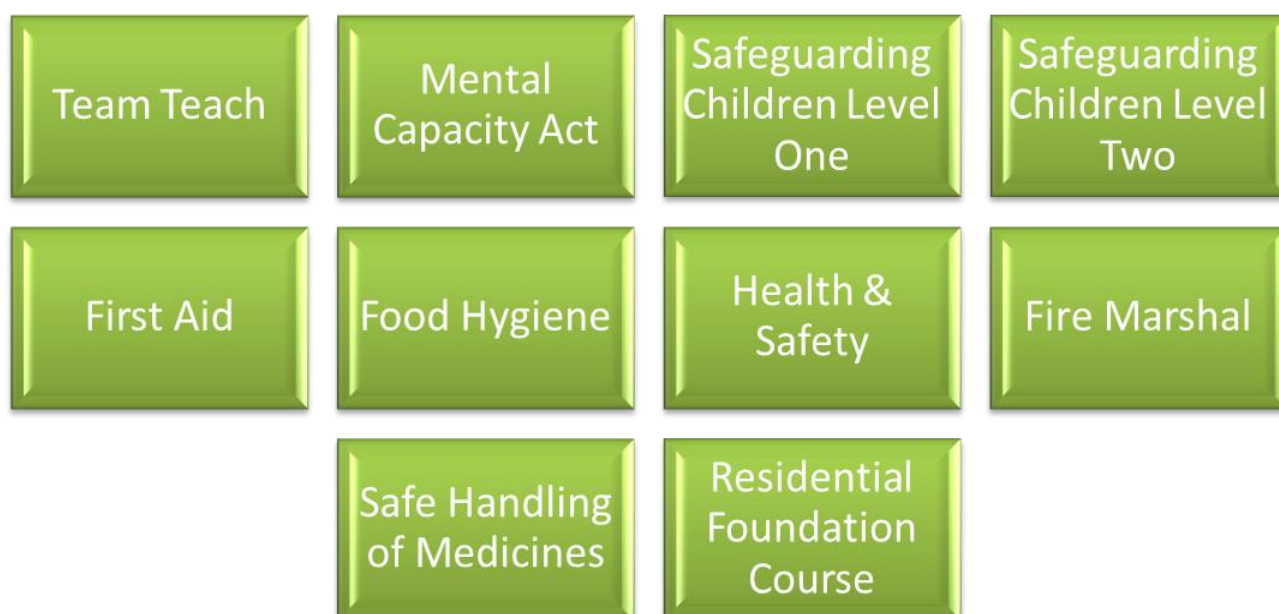 Team Teach
Mental
Capacity Act
Safeguarding
Children Level
One
Safeguarding
Children Level
Two
First Aid
Food Hygiene
Health &
Safety
Fire Marshal
Safe Handling
of Medicines
Residential
Foundation
Course